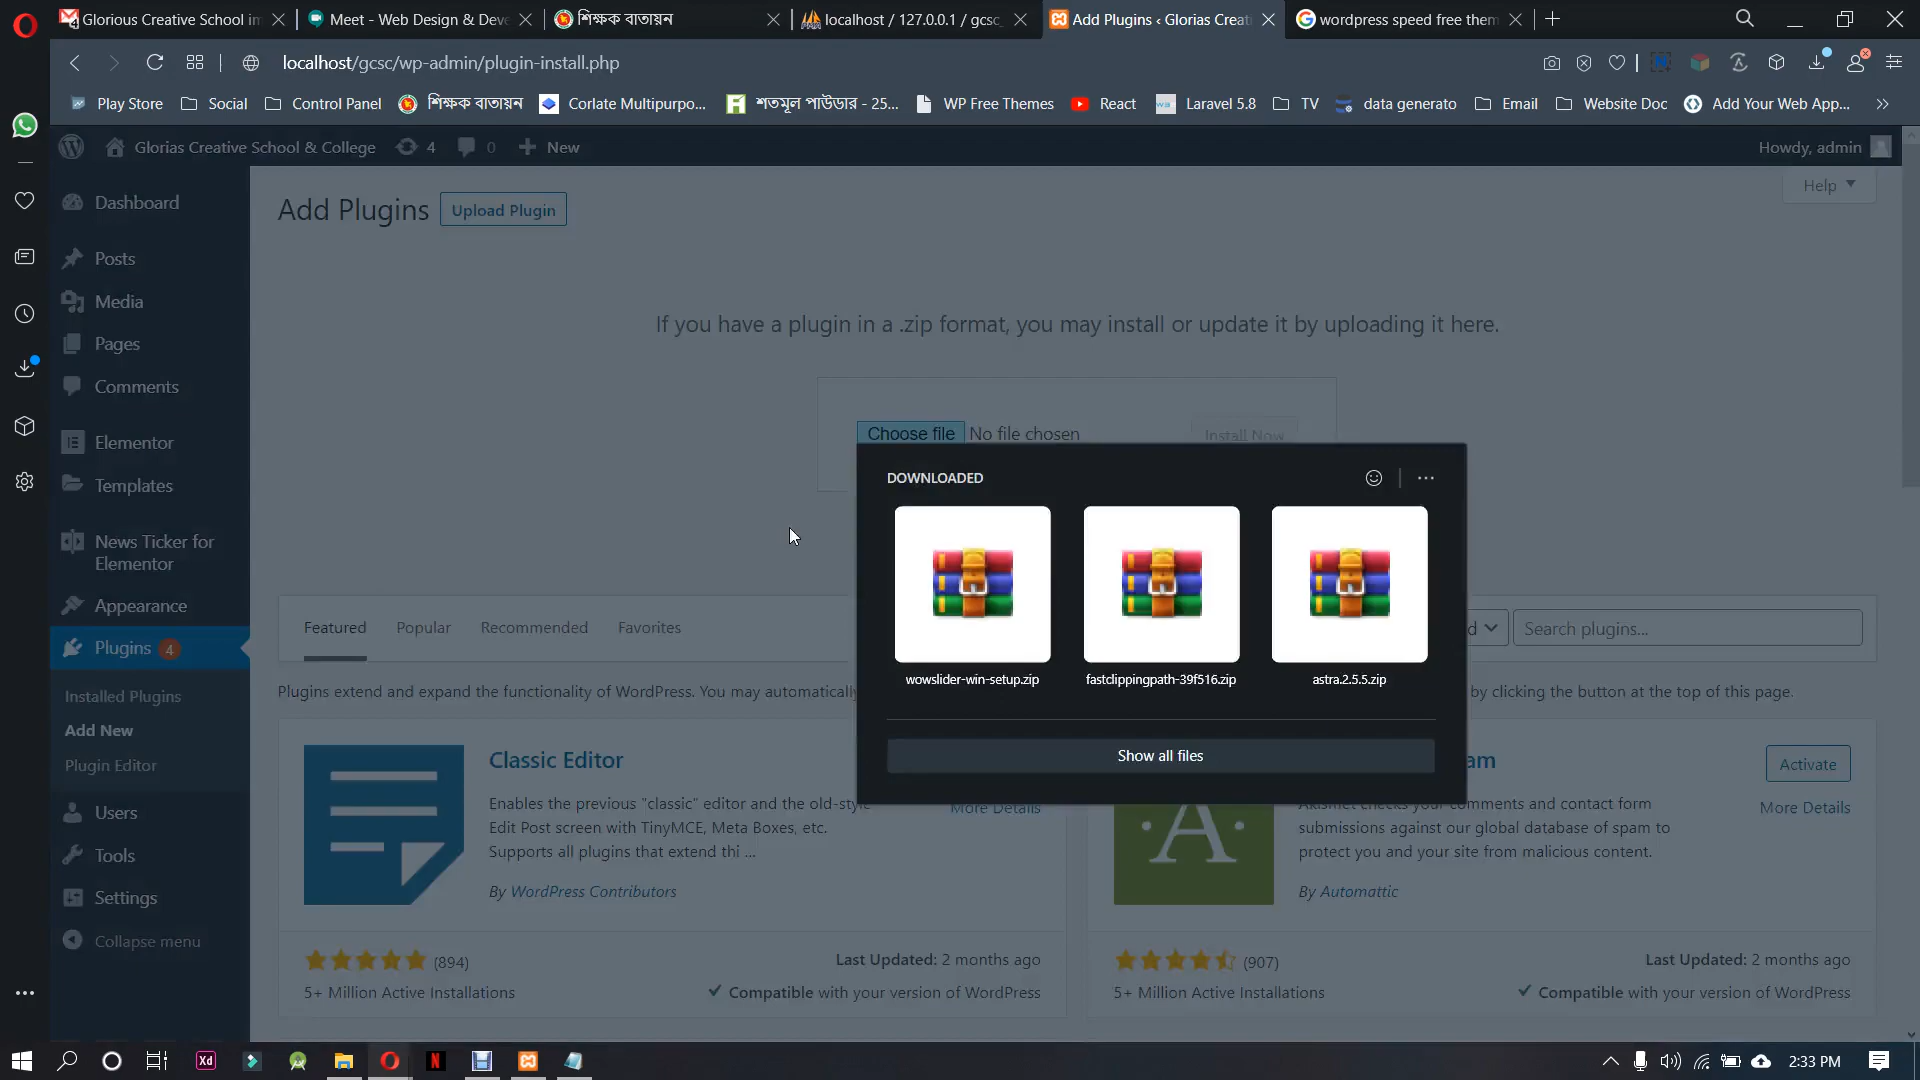 Glorious Creative School im
Meet - Web Design & Deve
শিক্ষক বাতায়ন
localhost / 127.0.0.1 / gcsc_
Add Plugins ‹ Glorias Creati
wordpress speed free them
localhost/gcsc/wp-admin/plugin-install.php
Play Store
Social
Control Panel
শিক্ষক বাতায়ন
Corlate Multipurpo...
শতমূল পাউডার - 25...
WP Free Themes
React
Laravel 5.8
TV
data generato
Email
Website Doc
Add Your Web App...
Glorias Creative School & College
4
0
New
Howdy, admin
Help
Dashboard
Posts
Media
Pages
Comments
Elementor
Templates
News Ticker for
Elementor
Appearance
Plugins 4
Installed Plugins
Add New
Plugin Editor
Users
Tools
Settings
Collapse menu
Add Plugins
Upload Plugin
If you have a plugin in a .zip format, you may install or update it by uploading it here.
Choose file No file chosen
Install Now
DOWNLOADED
wowslider-win-setup.zip
fastclippingpath-39f516.zip
astra.2.5.5.zip
Show all files
Featured
Popular
Recommended
Favorites
d
Search plugins...
Plugins extend and expand the functionality of WordPress. You may automatically
by clicking the button at the top of this page.
Classic Editor
Enables the previous "classic" editor and the old-style
Edit Post screen with TinyMCE, Meta Boxes, etc.
Supports all plugins that extend thi ...
By WordPress Contributors
More Details
(894)
5+ Million Active Installations
Last Updated: 2 months ago
Compatible with your version of WordPress
am
Activate
More Details
Akismet checks your comments and contact form
submissions against our global database of spam to
protect you and your site from malicious content.
By Automattic
A
(907)
5+ Million Active Installations
Last Updated: 2 months ago
Compatible with your version of WordPress
Xd
N
2:33 PM